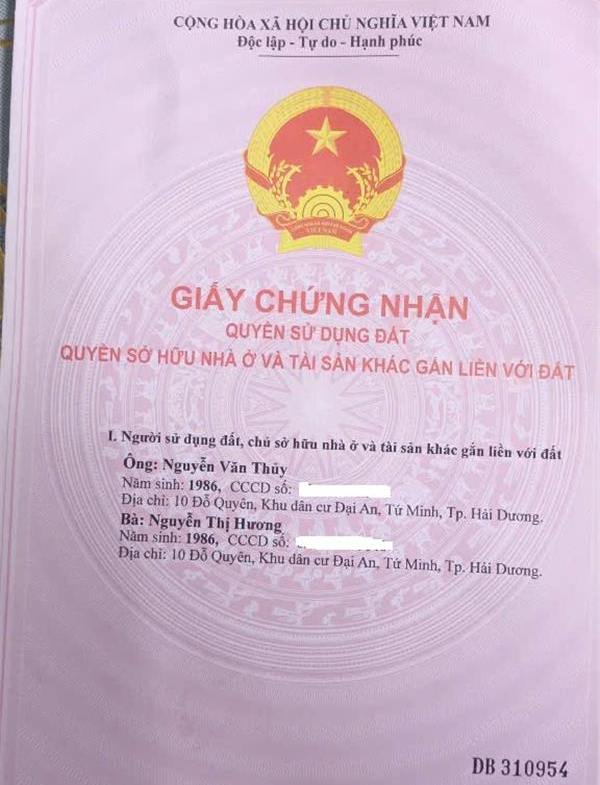 CỘNG HÒA XÃ HỘI CHỦ NGHĨA VIỆT NAM
Độc lập - Tự do - Hạnh phúc
VIỆT NAM
GIẤY CHỨNG NHẬN
QUYỀN SỬ DỤNG ĐẤT
QUYỀN SỞ HỮU NHÀ Ở VÀ TÀI SẢN KHÁC GẮN LIỀN VỚI ĐẤT
I. Người sử dụng đất, chủ sở hữu nhà ở và tài sản khác gắn liền với đất
Ông: Nguyễn Văn Thủy
Năm sinh: 1986, CCCD số:
Địa chỉ: 10 Đỗ Quyên, Khu dân cư Đại An, Tứ Minh, Tp. Hải Dương.
Bà: Nguyễn Thị Hương
Năm sinh: 1986, CCCD số:
Địa chỉ: 10 Đỗ Quyên, Khu dân cư Đại An, Tứ Minh, Tp. Hải Dương.
DB 310954